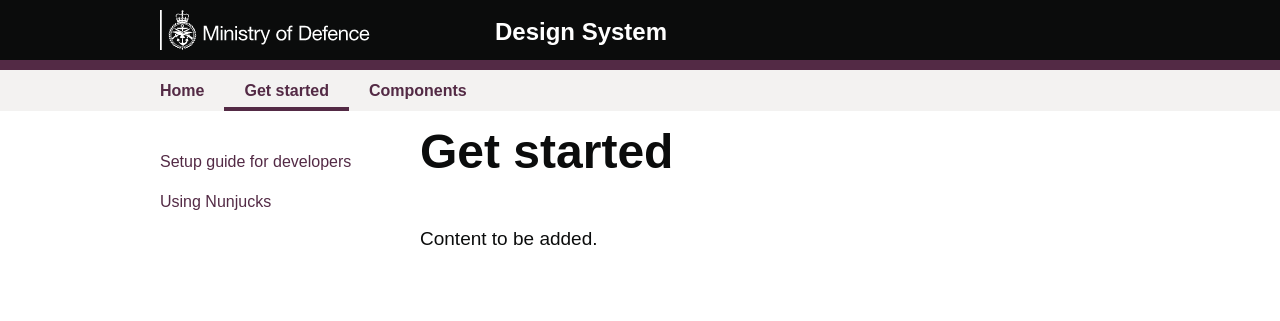 Ministry of Defence
Design System
Home Get started Components
Get started
Setup guide for developers
Using Nunjucks
Content to be added.